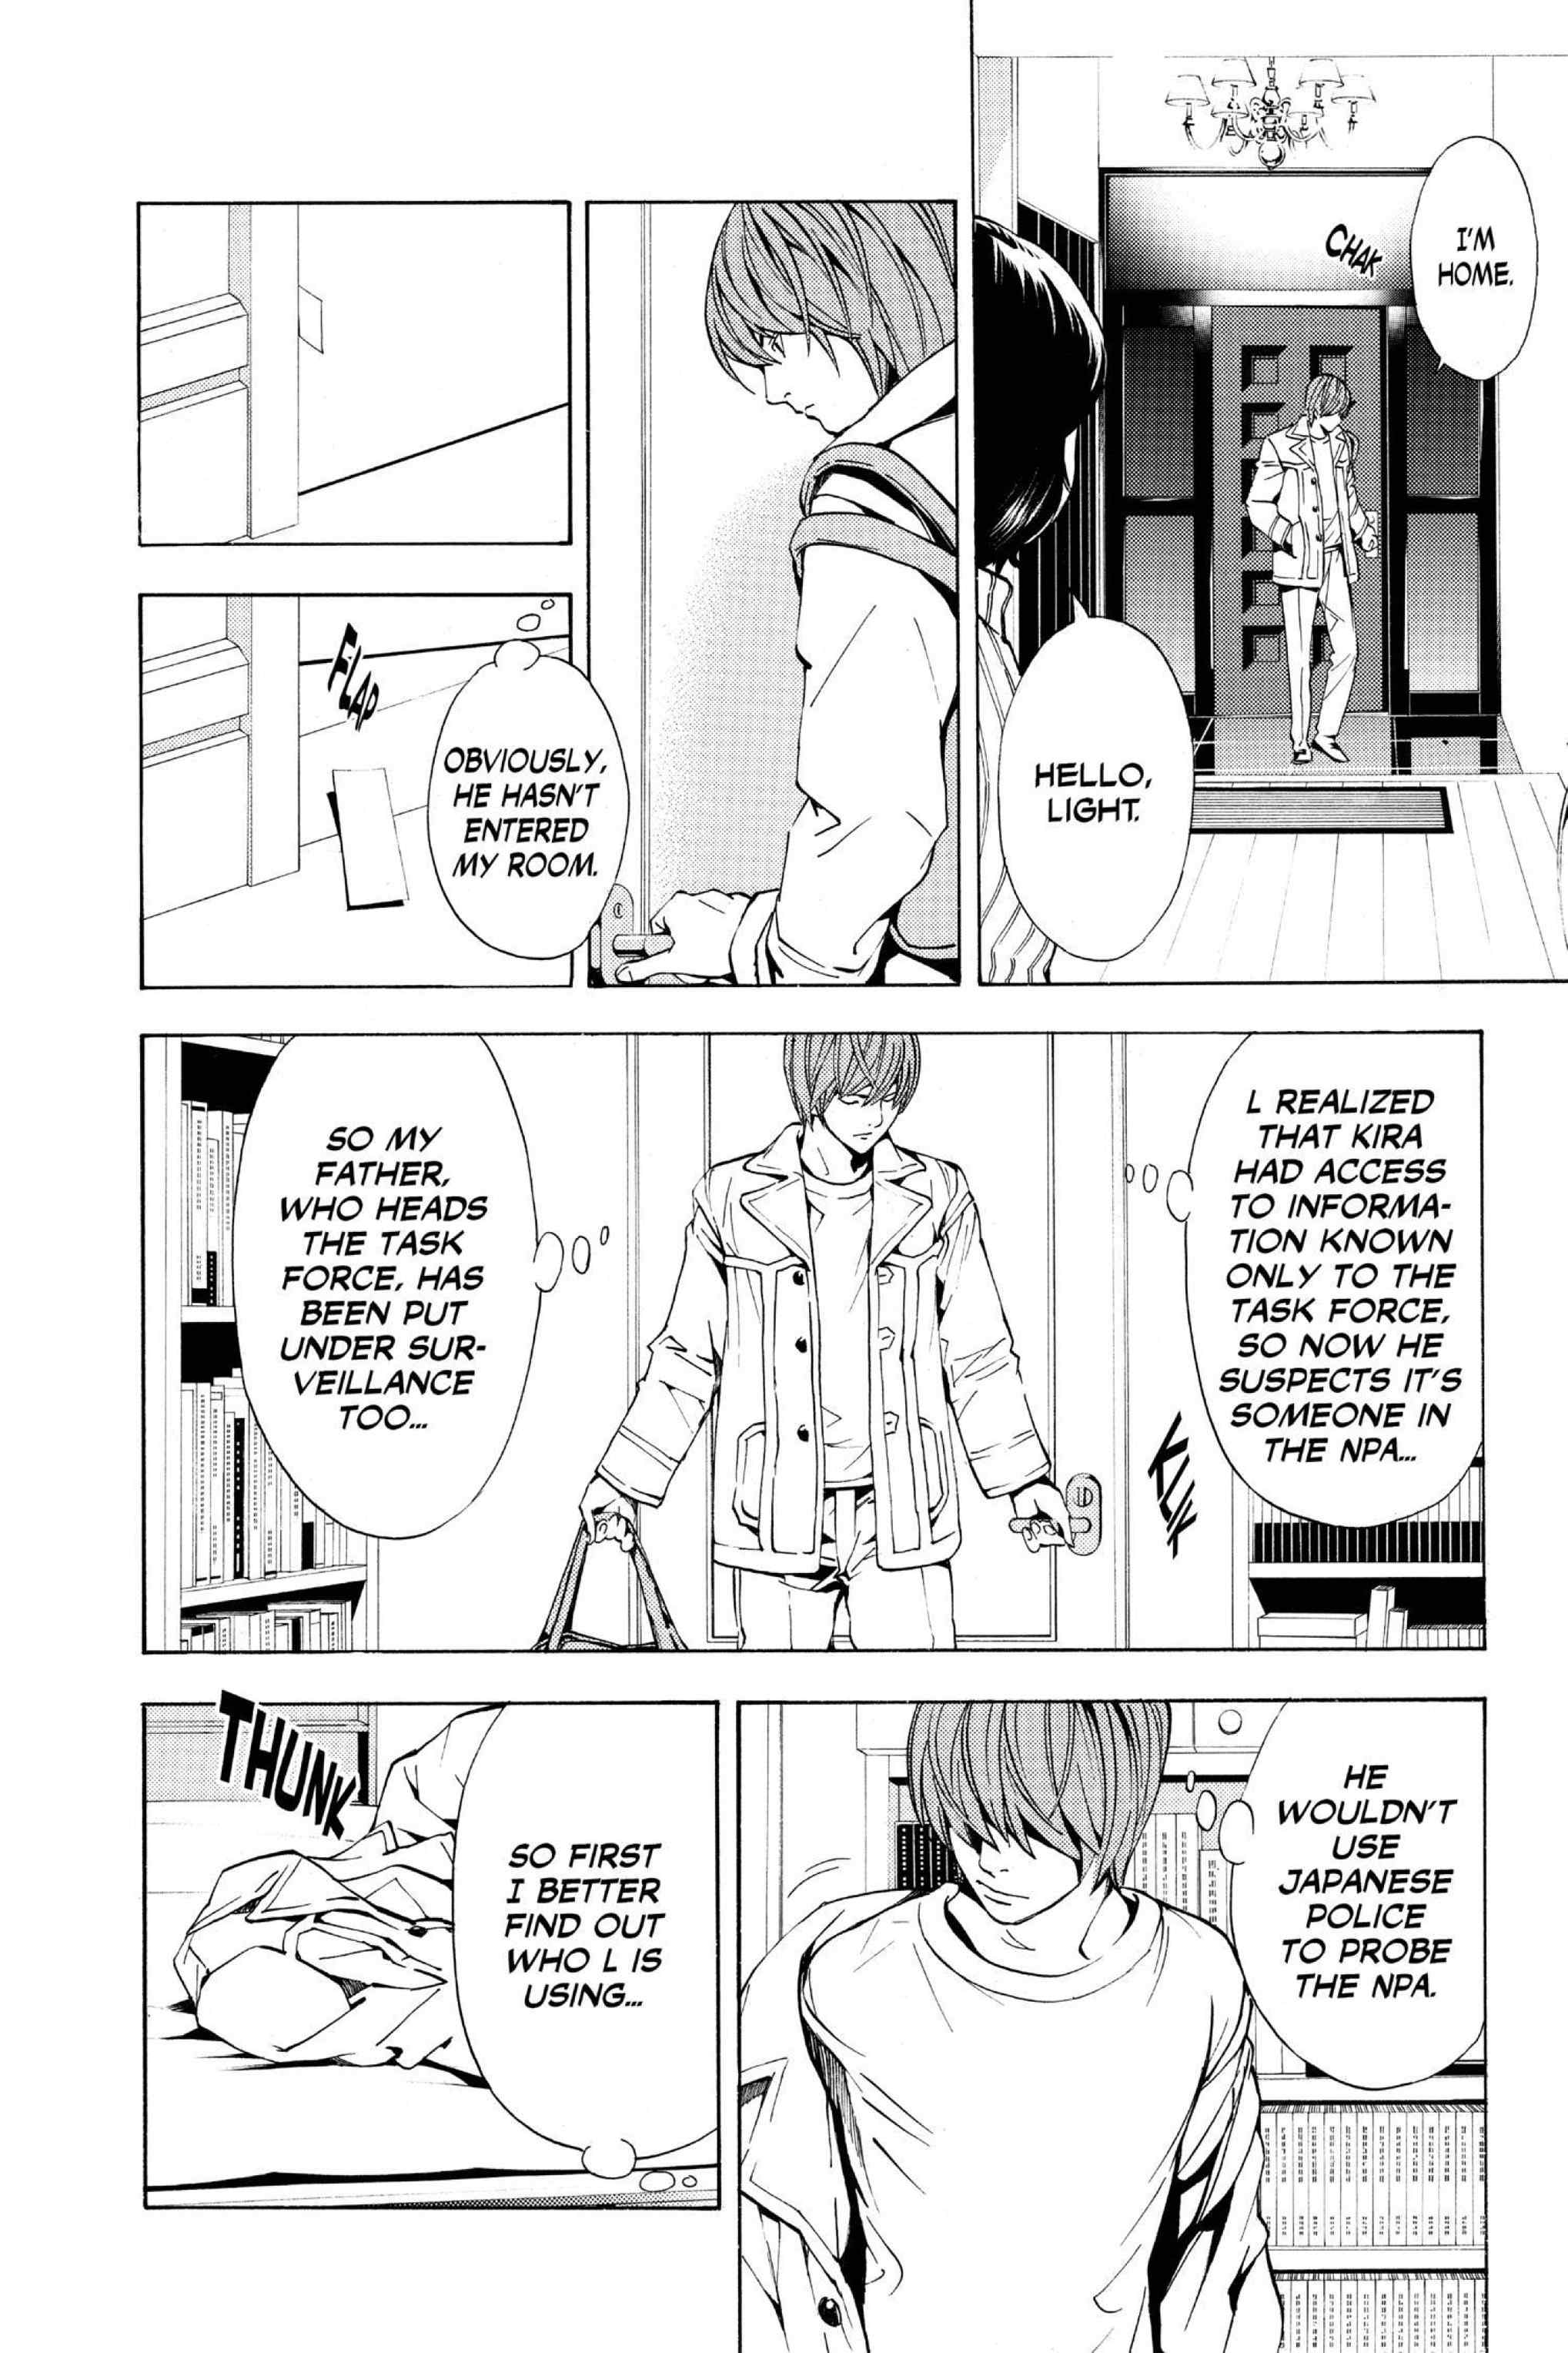 I'M
HOME.
CHAK
HELLO,
LIGHT.
FLAP
OBVIOUSLY,
HE HASN'T
ENTERED
MY ROOM.
L REALIZED
THAT KIRA
HAD ACCESS
TO INFORMA-
TION KNOWN
ONLY TO THE
TASK FORCE,
SO NOW HE
SUSPECTS IT'S
SOMEONE IN
THE NPA...
KLIK
SO MY
FATHER,
WHO HEADS
THE TASK
FORCE, HAS
BEEN PUT
UNDER SUR-
VEILLANCE
TOO...
HE
WOULDN'T
USE
JAPANESE
POLICE
TO PROBE
THE NPA.
THUNK
SO FIRST
I BETTER
FIND OUT
WHO L IS
USING...